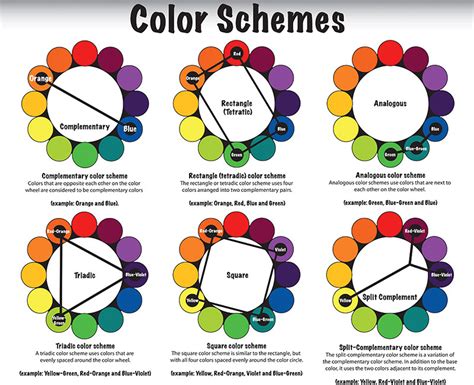 Color Schemes
Orange
Complementary
Blue
Red
Orange
Rectangle
(Tetratic)
Blue
Green
Analogous
Blue
Blue-Green
Green
Complementary color scheme
Colors that are opposite each other on the color
wheel are considered to be complementary colors
(example: Orange and Blue).
Rectangle (tetradic) color scheme
The rectangle or tetradic color scheme uses four
colors arranged into two complementary pairs.
(example: Orange, Red, Blue and Green)
Analogous color scheme
Analogous color schemes use colors that are next to
each other on the color wheel.
(example: Green, Blue-Green and Blue)
Red-Orange
Triadic
Blue-Violet
Yellow
Green
Red-Orange
Violet
Square
Yellow
Blue-Green
Red-Violet
Split Complement
Blue-Violet
Yellow
Green
Triadic color scheme
A triadic color scheme uses colors that are
evenly spaced around the color wheel.
(example: Yellow-Green, Red-Orange and Blue-Violet)
Square color scheme
The square color scheme is similar to the rectangle, but
with all four colors spaced evenly around the color circle.
(example: Red-Orange, Yellow, Violet and Blue-Green)
Split-Complementary color scheme
The split-complementary color scheme is a variation of
the complementary color scheme. In addition to the base
color, it uses the two colors adjacent to its complement.
(example: Yellow-Green, Red-Violet and Blue-Violet)